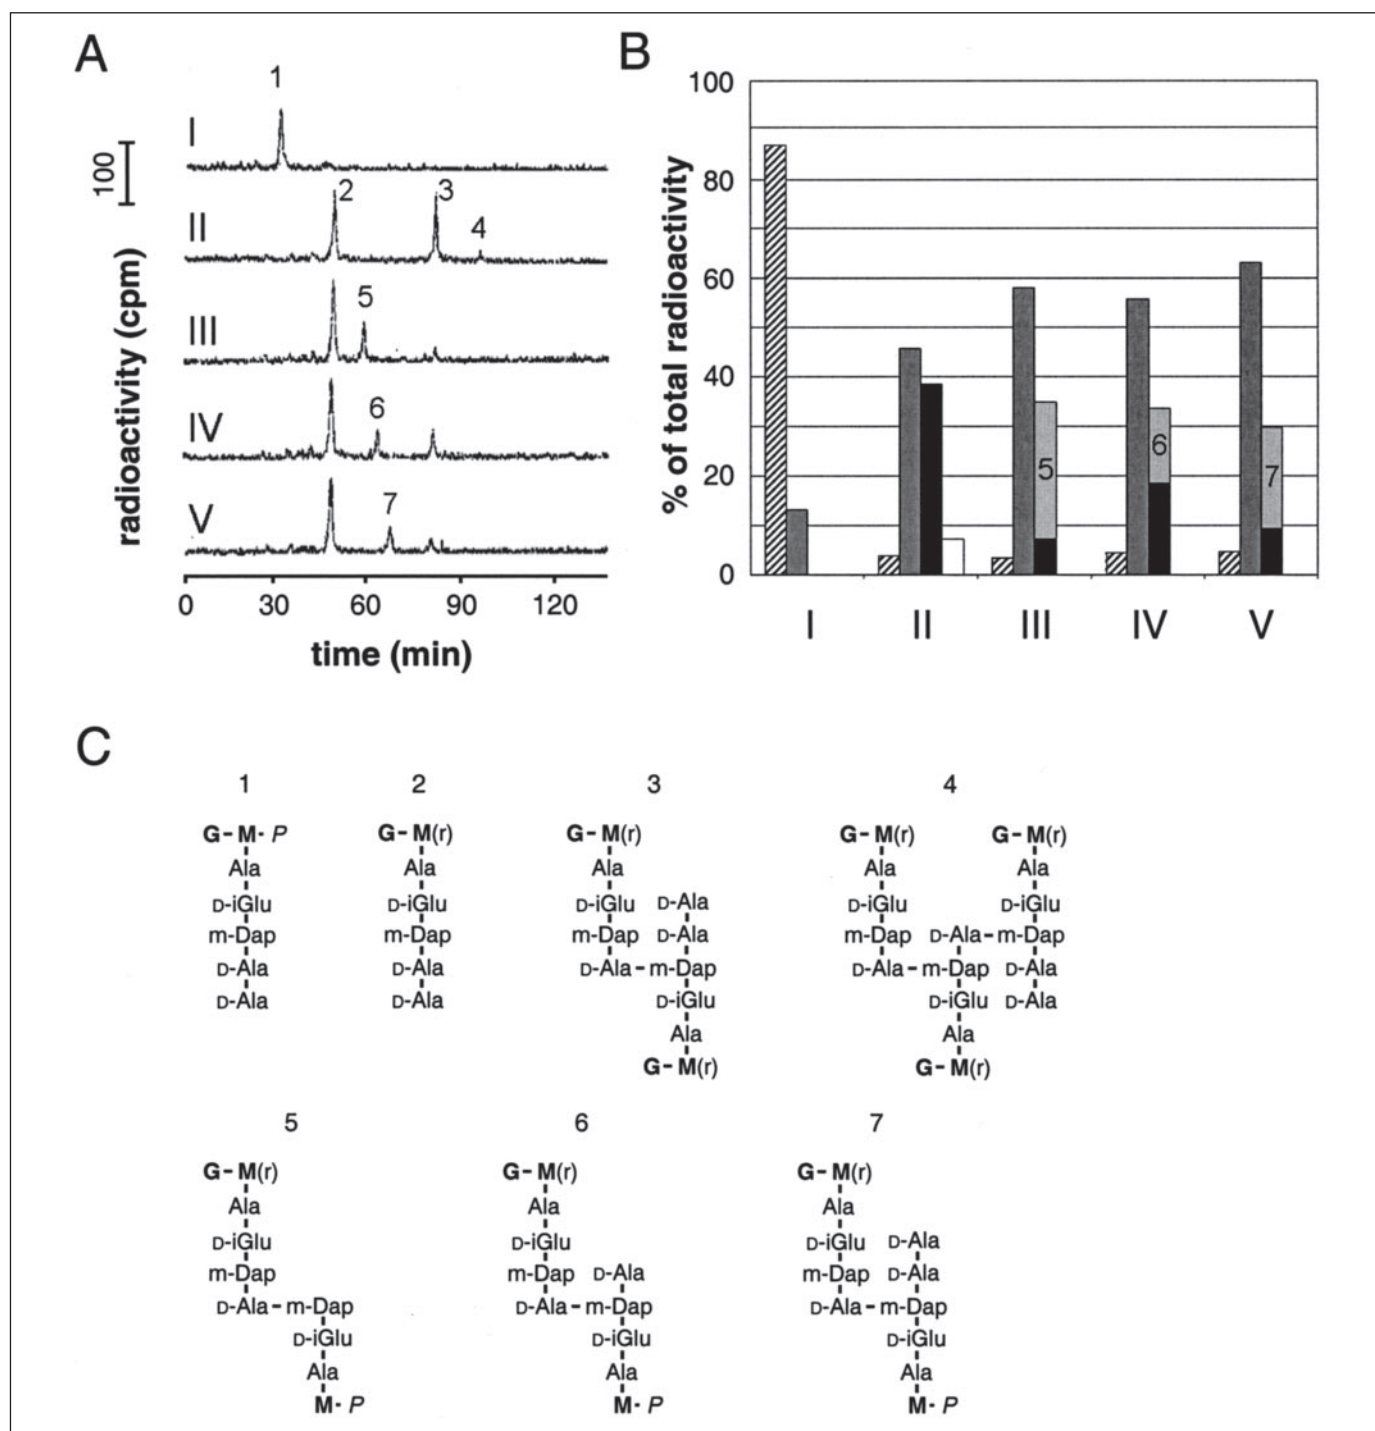 A
1
I
100
2 3
4
II
5
III
6
IV
7
V
radioactivity (cpm)
0 30 60 90 120
time (min)
B
100
80
60
40
20
0
% of total radioactivity
5 6 7
I II III IV V
C
1 2 3 4
G-M-P G-M(r) G-M(r) G-M(r) G-M(r)
Ala Ala Ala Ala Ala
D-iGlu D-iGlu D-iGlu D-Ala D-iGlu D-iGlu
m-Dap m-Dap m-Dap D-Ala m-Dap D-Ala-m-Dap
D-Ala D-Ala D-Ala-m-Dap D-Ala-m-Dap D-Ala
D-Ala D-Ala D-iGlu D-iGlu D-Ala
Ala Ala
G-M(r) G-M(r)
5 6 7
G-M(r) G-M(r) G-M(r)
Ala Ala Ala
D-iGlu D-iGlu D-iGlu D-Ala
m-Dap m-Dap D-Ala m-Dap D-Ala
D-Ala-m-Dap D-Ala-m-Dap D-Ala-m-Dap
D-iGlu D-iGlu D-iGlu
Ala Ala Ala
M-P M-P M-P